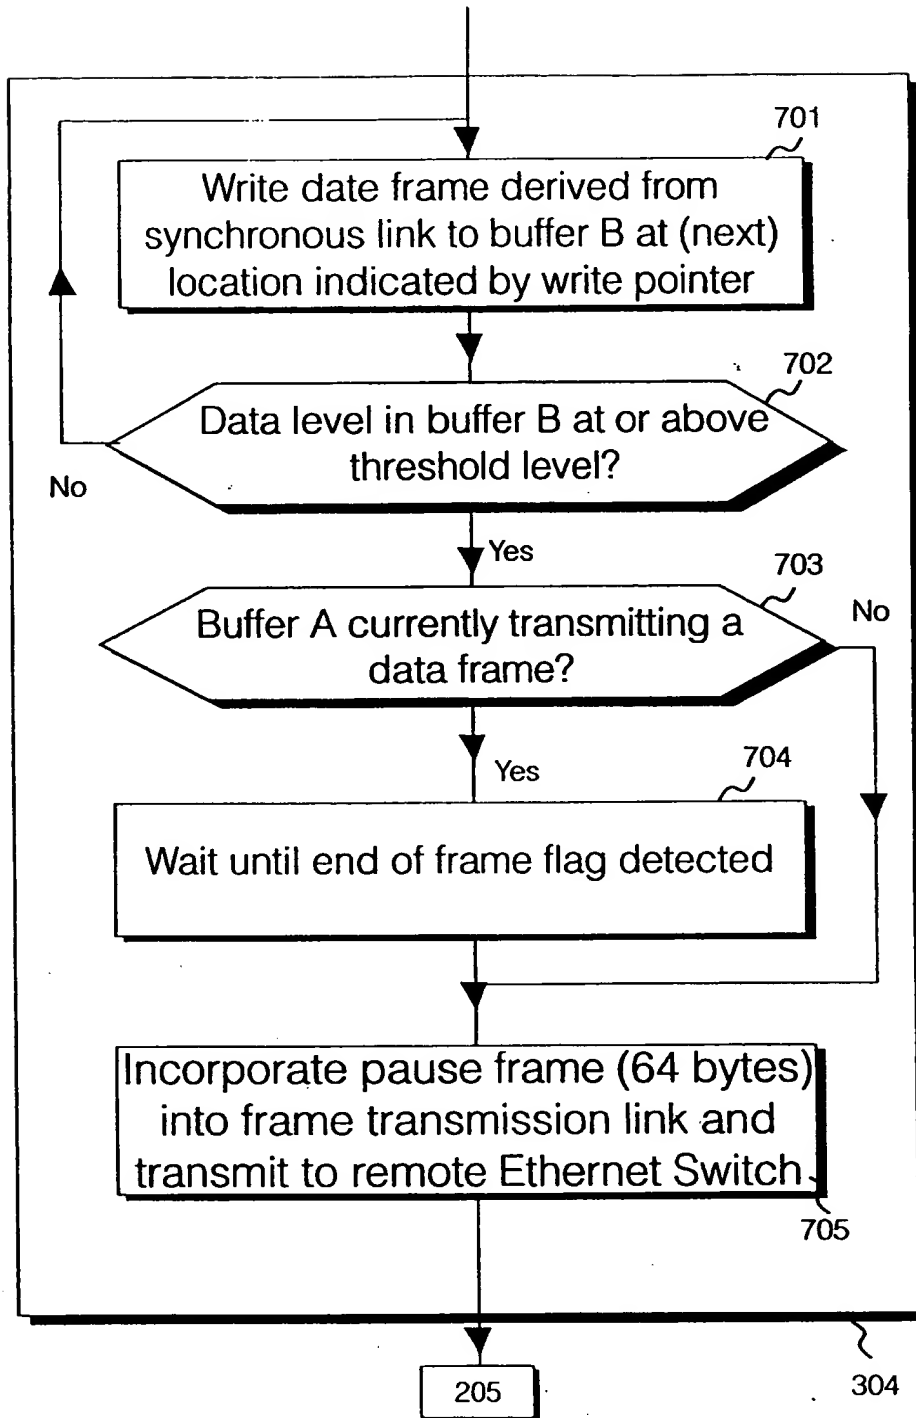 701
Write date frame derived from
synchronous link to buffer B at (next)
location indicated by write pointer
702
Data level in buffer B at or above
threshold level?
No
Yes
703
Buffer A currently transmitting a
data frame?
No
Yes
704
Wait until end of frame flag detected
Incorporate pause frame (64 bytes)
into frame transmission link and
transmit to remote Ethernet Switch
705
304
205